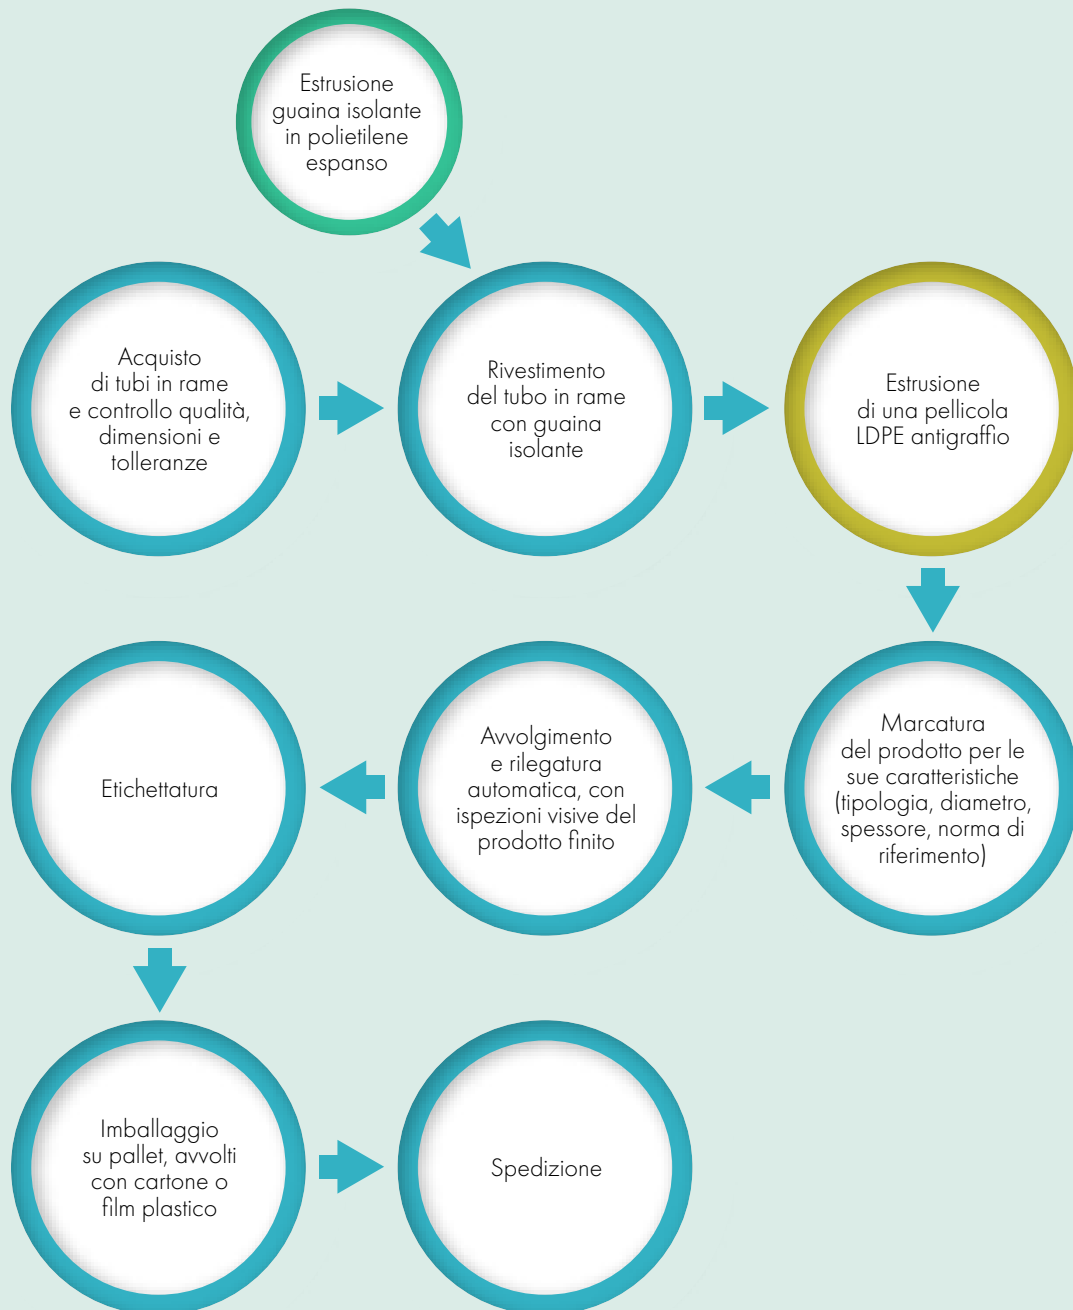 Estrusione
guaina isolante
in polietilene
espanso
Acquisto
di tubi in rame
e controllo qualità,
dimensioni e
tolleranze
Rivestimento
del tubo in rame
con guaina
isolante
Estrusione
di una pellicola
LDPE antigraffio
Marcatura
del prodotto per le
sue caratteristiche
(tipologia, diametro,
spessore, norma di
riferimento)
Avvolgimento
e rilegatura
automatica, con
ispezioni visive del
prodotto finito
Etichettatura
Imballaggio
su pallet, avvolti
con cartone o
film plastico
Spedizione